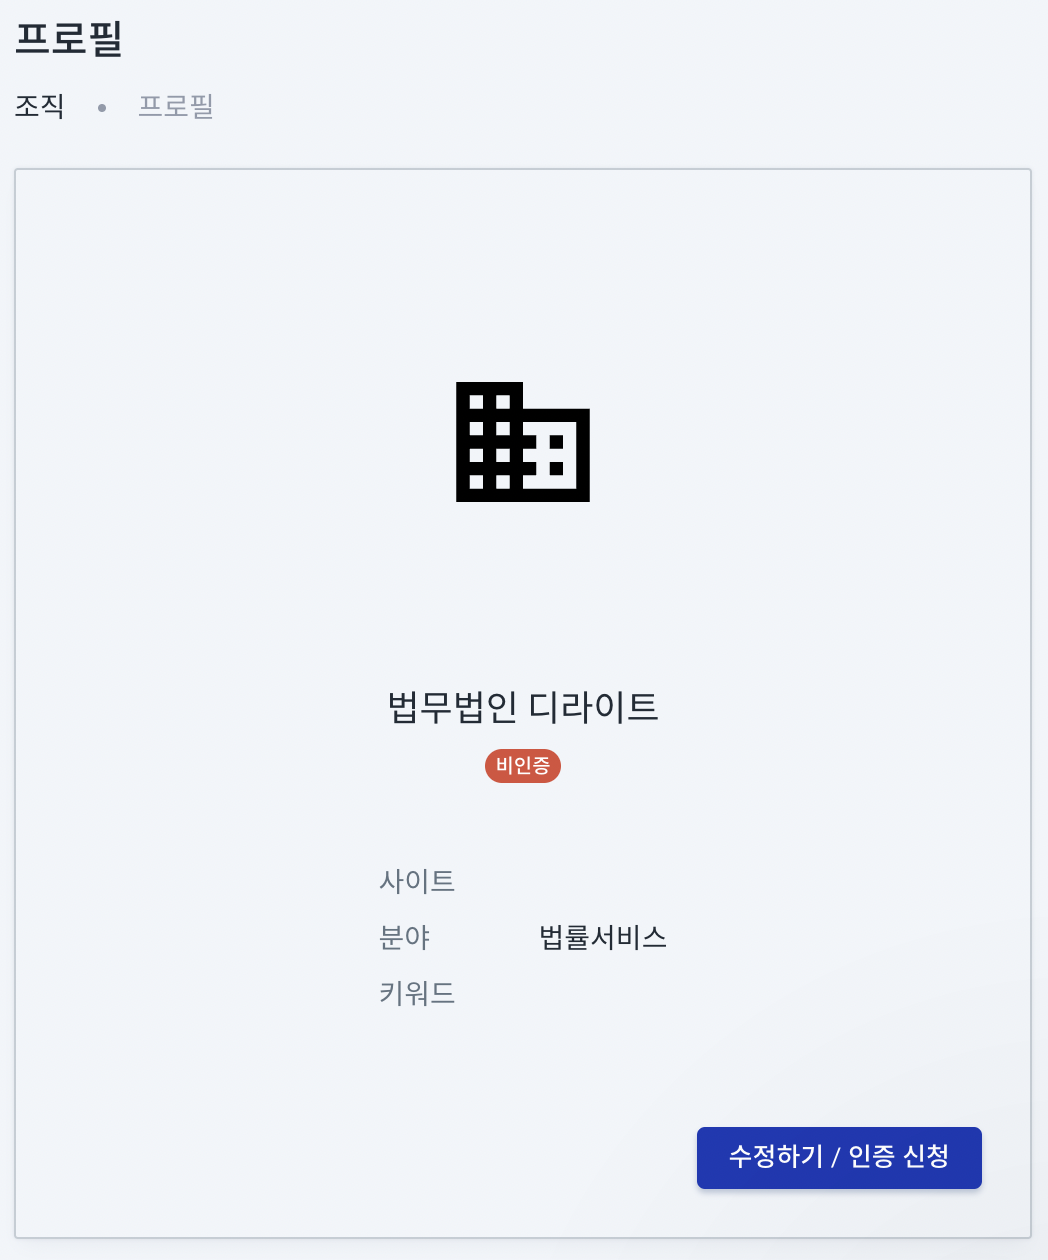 프로필
조직 • 프로필
법무법인 디라이트
비인증
사이트
분야 법률서비스
키워드
수정하기 / 인증 신청